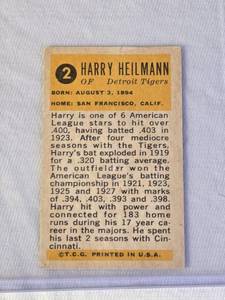 2 HARRY HEILMANN
OF Detroit Tigers
BORN: AUGUST 3, 1894
HOME: SAN FRANCISCO, CALIF.
Harry is one of 6 American
League stars to hit over
.400, having batted .403 in
1923. After four mediocre
seasons with the Tigers,
Harry's bat exploded in 1919
for a .320 batting average.
The outfielder won the
American League's batting
championship in 1921, 1923,
1925 and 1927 with marks
of .394, .403, .393 and .398.
Harry hit with power and
connected for 183 home
runs during his 17 year ca-
reer in the majors. He spent
his last 2 seasons with Cin-
cinnati.
©T.C.G. PRINTED IN U.S.A.